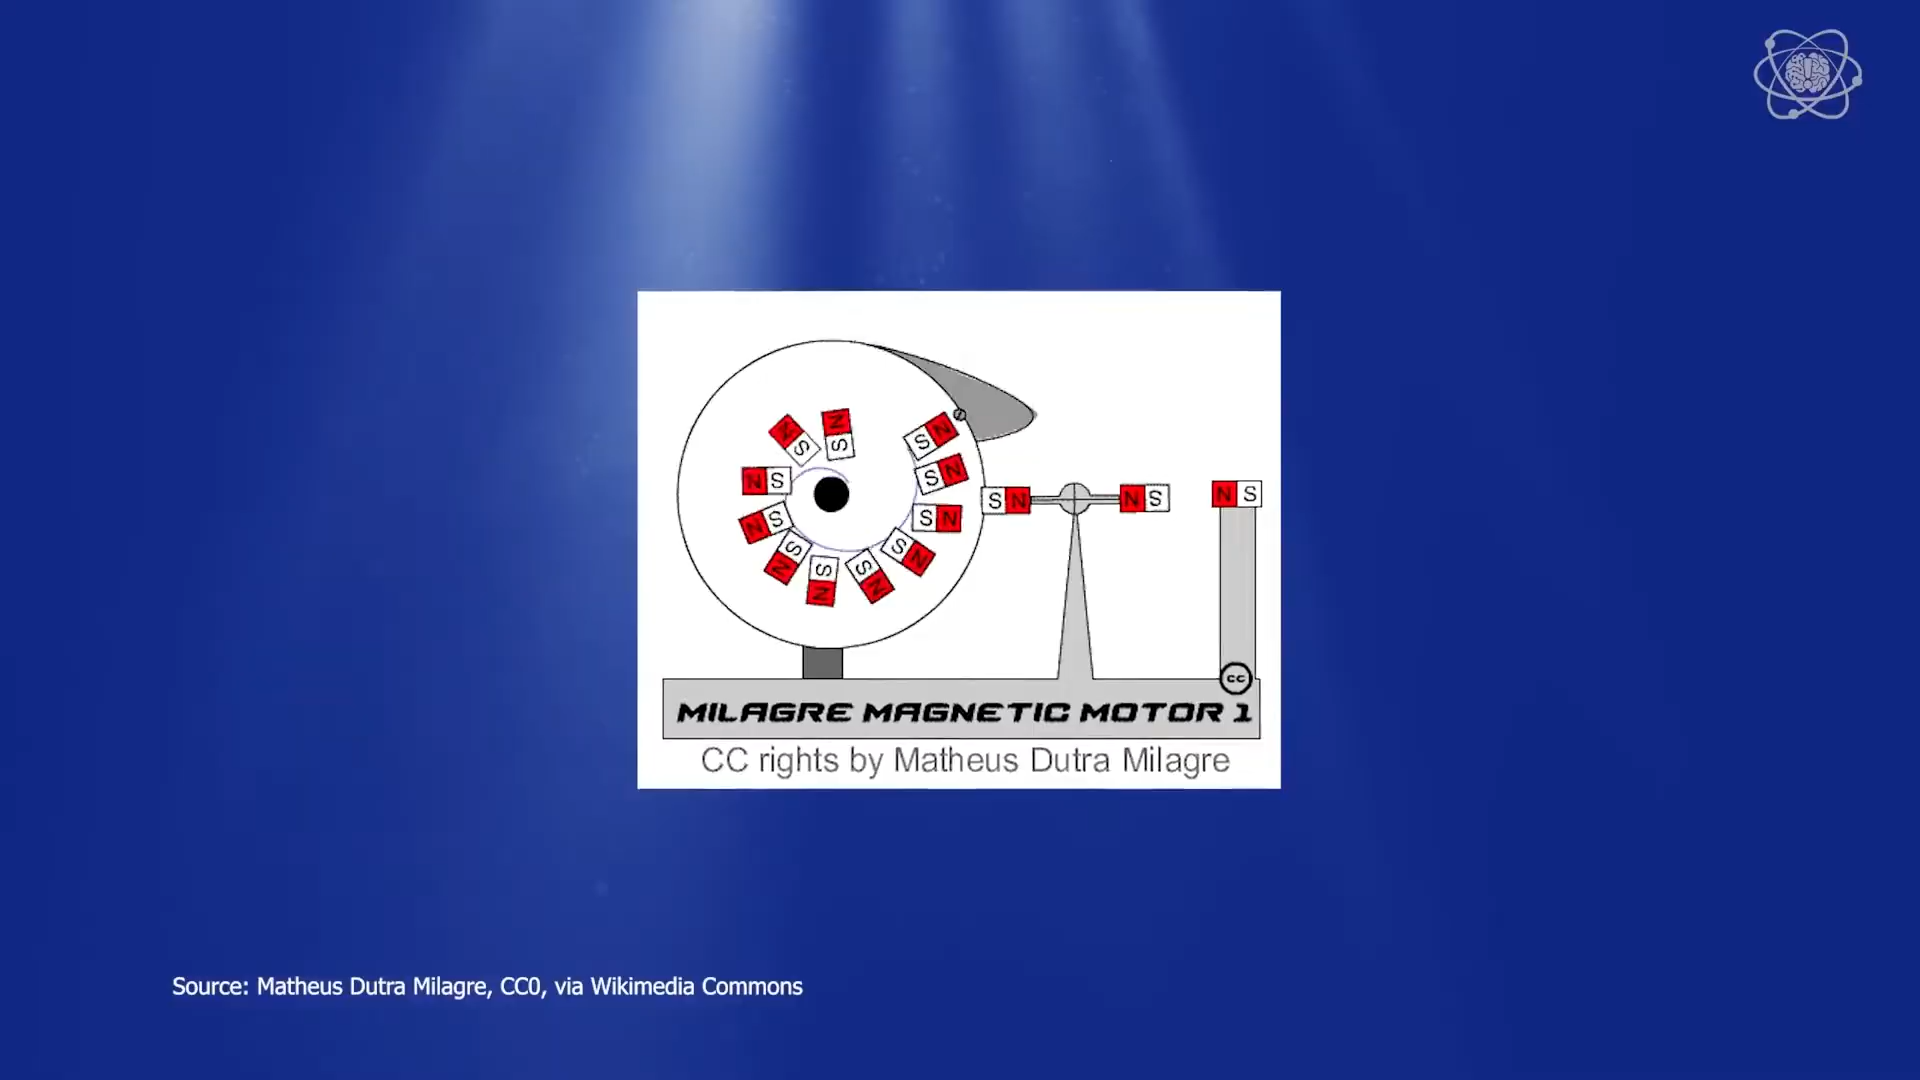 N
N
S
S
S N
N S
S N
N S
S N
S N
N S
N S
N S
S N
S N
S N
S N
cc
MILAGRE MAGNETIC MOTOR 1
CC rights by Matheus Dutra Milagre
Source: Matheus Dutra Milagre, CC0, via Wikimedia Commons